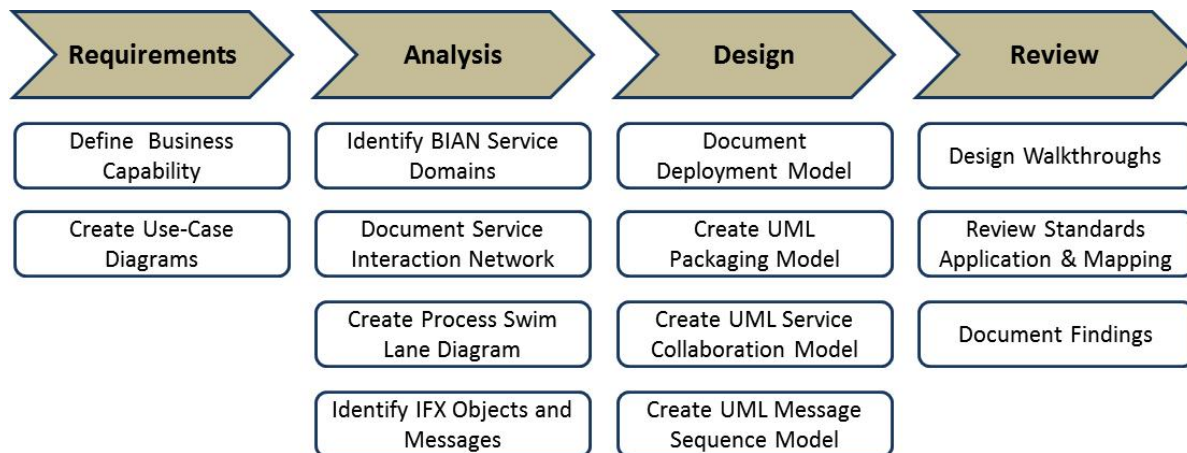 Requirements
Analysis
Design
Review
Define Business
Capability
Identify BIAN Service
Domains
Document
Deployment Model
Design Walkthroughs
Create Use-Case
Diagrams
Document Service
Interaction Network
Create UML
Packaging Model
Review Standards
Application & Mapping
Create Process Swim
Lane Diagram
Create UML Service
Collaboration Model
Document Findings
Identify IFX Objects and
Messages
Create UML Message
Sequence Model